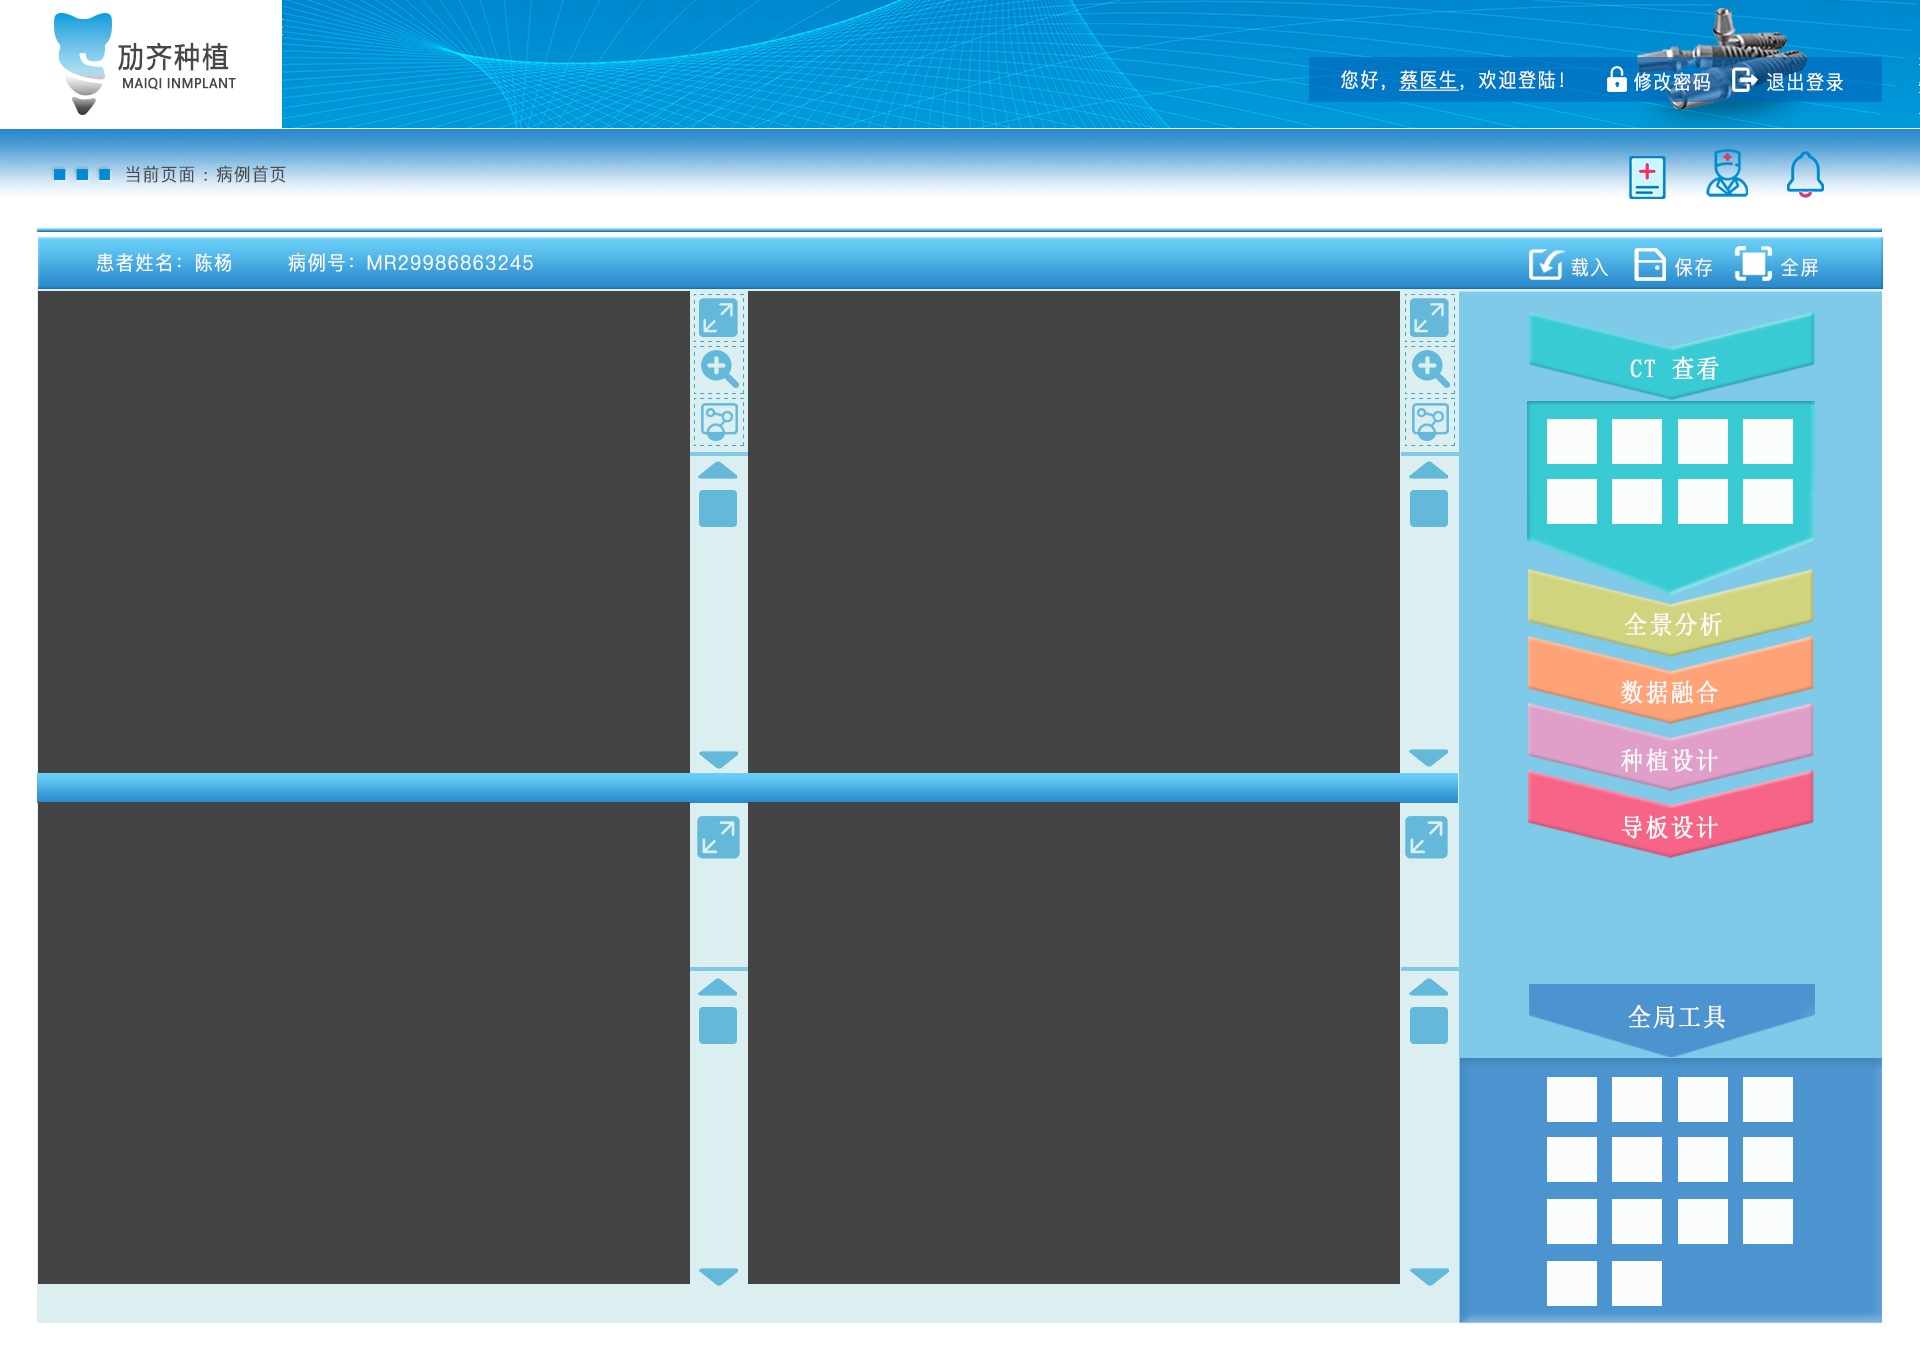 劢齐种植
MAIQI INMPLANT
您好，蔡医生，欢迎登陆！ 修改密码 退出登录
当前页面：病例首页
患者姓名：陈杨 病例号：MR29986863245 载入 保存 全屏
CT 查看
全景分析
数据融合
种植设计
导板设计
全局工具